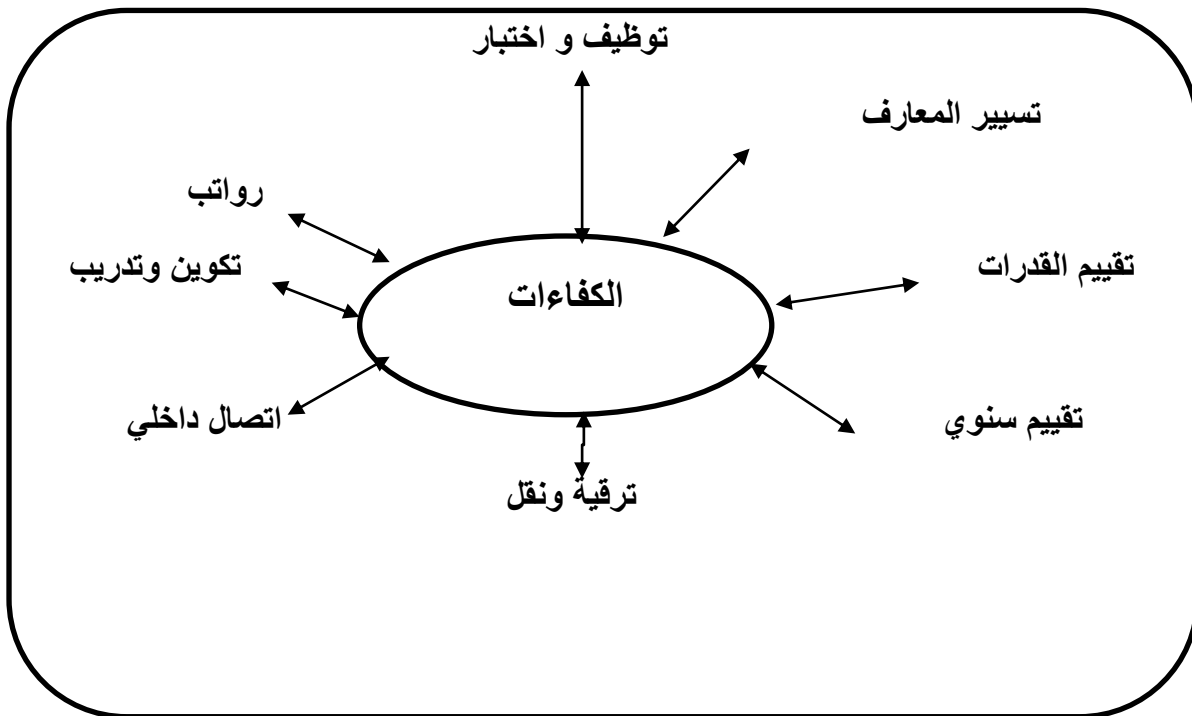 توظيف و اختبار
تسيير المعارف
رواتب
تقييم القدرات
تكوين وتدريب
الكفاءات
تقييم سنوي
اتصال داخلي
ترقية ونقل